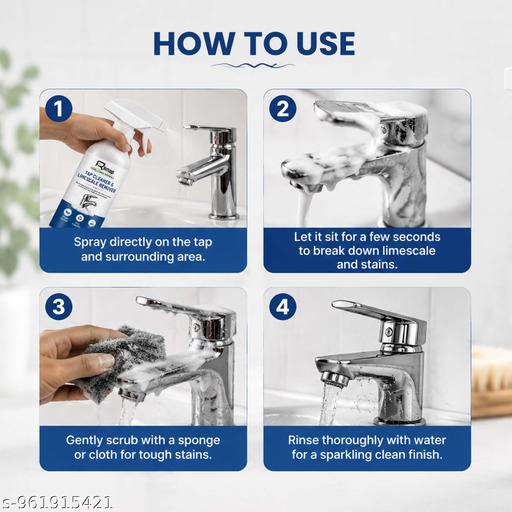 HOW TO USE
1
TAP CLEANER &
LIMESCALE REMOVER
Spray directly on the tap
and surrounding area.
2
Let it sit for a few seconds
to break down limescale
and stains.
3
Gently scrub with a sponge
or cloth for tough stains.
4
Rinse thoroughly with water
for a sparkling clean finish.
s-961915421